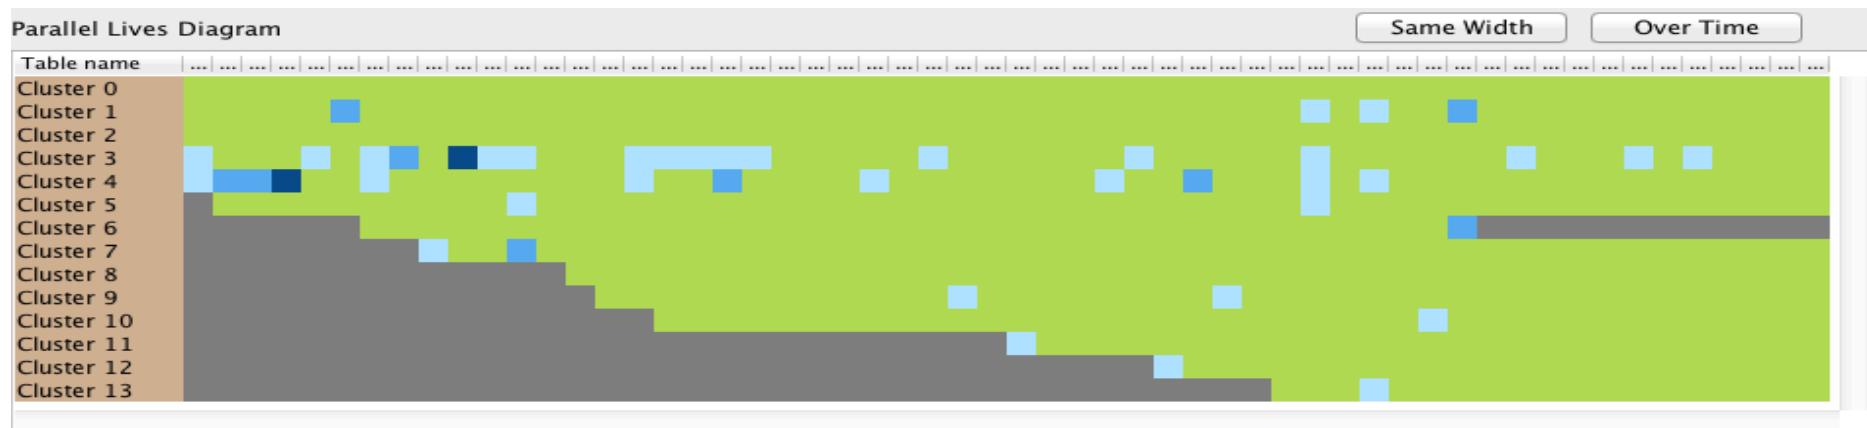 Parallel Lives Diagram Same Width Over Time
Table name ... ... ... ... ... ... ... ... ... ... ... ... ... ... ... ... ... ... ... ... ... ... ... ... ... ... ... ... ... ... ... ... ... ... ... ... ... ... ... ... ... ... ... ... ... ... ... ... ... ... ... ... ... ... ... ...
Cluster 0
Cluster 1
Cluster 2
Cluster 3
Cluster 4
Cluster 5
Cluster 6
Cluster 7
Cluster 8
Cluster 9
Cluster 10
Cluster 11
Cluster 12
Cluster 13